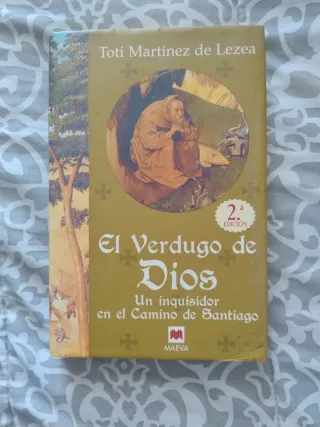 Toti Martínez de Lezea
2.ª
EDICIÓN
El Verdugo de
Dios
Un inquisidor
en el Camino de Santiago
MAEVA